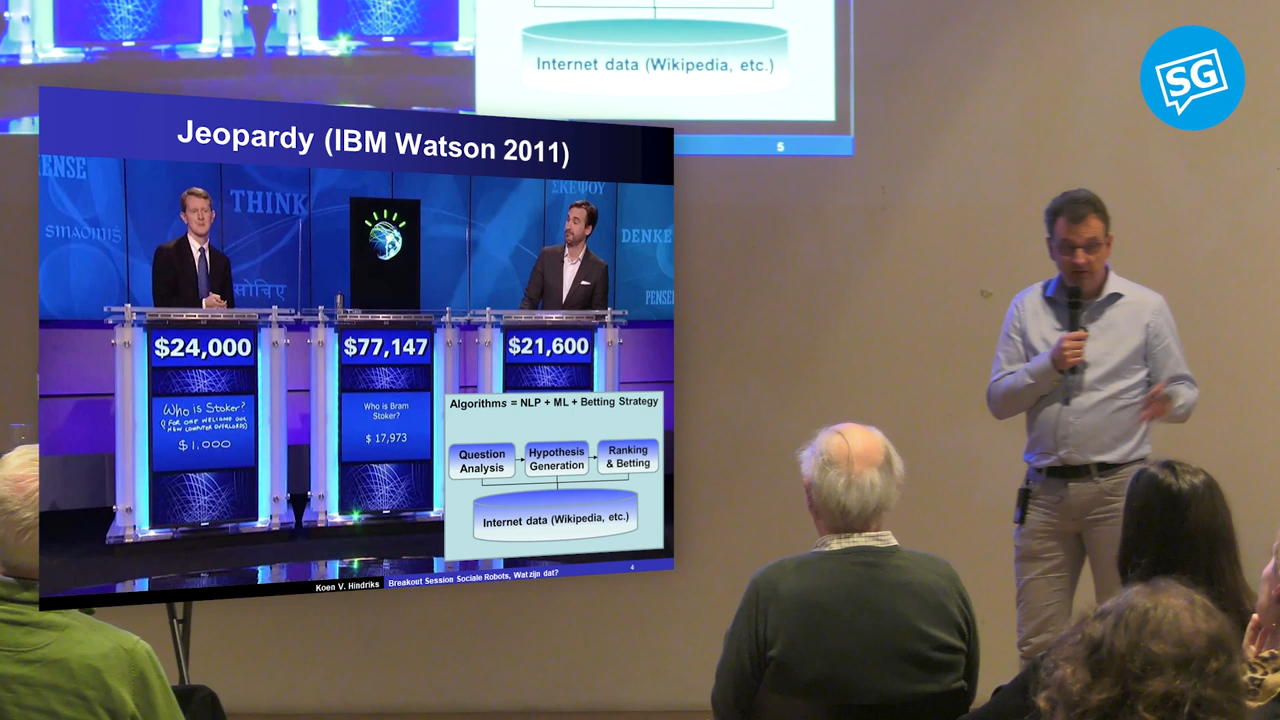 Internet data (Wikipedia, etc.)
5
SG
Jeopardy (IBM Watson 2011)
ENSE
THINK
ΣΚΕΨΟΥ
DENKE
सोचिए
PENSE
$24,000
$77,147
$21,600
Who is Stoker?
(I FOR ONE WELCOME OUR
NEW COMPUTER OVERLORDS)
$1,000
Who is Bram
Stoker?
$ 17,973
Algorithms = NLP + ML + Betting Strategy
Question
Analysis
Hypothesis
Generation
Ranking
& Betting
Internet data (Wikipedia, etc.)
Koen V. Hindriks
Breakout Session Sociale Robots, Wat zijn dat?
4